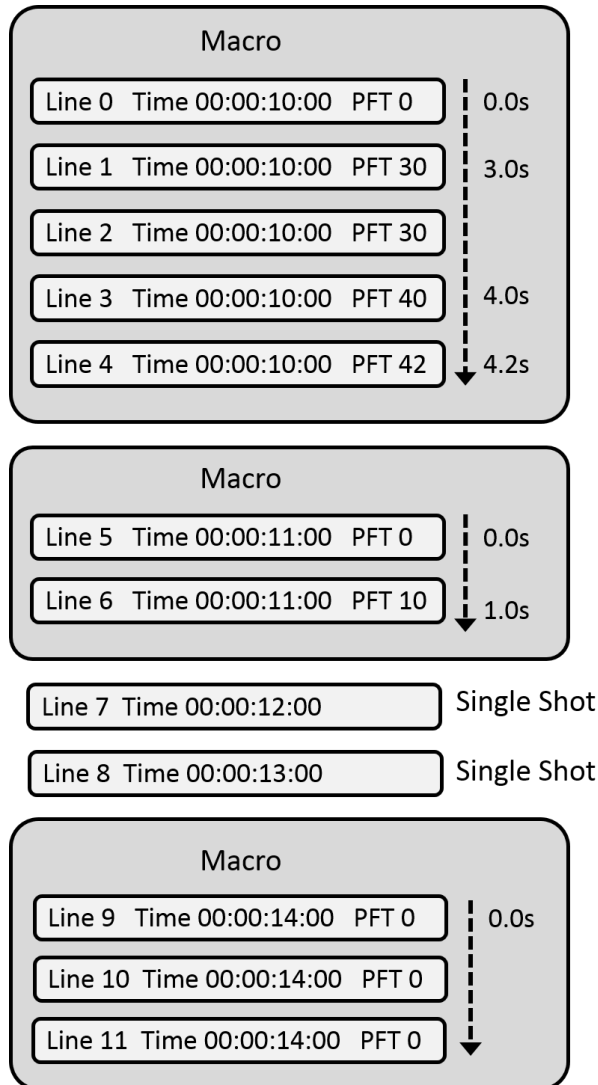 Macro
Line 0 Time 00:00:10:00 PFT 0 0.0s
Line 1 Time 00:00:10:00 PFT 30 3.0s
Line 2 Time 00:00:10:00 PFT 30
Line 3 Time 00:00:10:00 PFT 40 4.0s
Line 4 Time 00:00:10:00 PFT 42 4.2s
Macro
Line 5 Time 00:00:11:00 PFT 0 0.0s
Line 6 Time 00:00:11:00 PFT 10 1.0s
Line 7 Time 00:00:12:00 Single Shot
Line 8 Time 00:00:13:00 Single Shot
Macro
Line 9 Time 00:00:14:00 PFT 0 0.0s
Line 10 Time 00:00:14:00 PFT 0
Line 11 Time 00:00:14:00 PFT 0